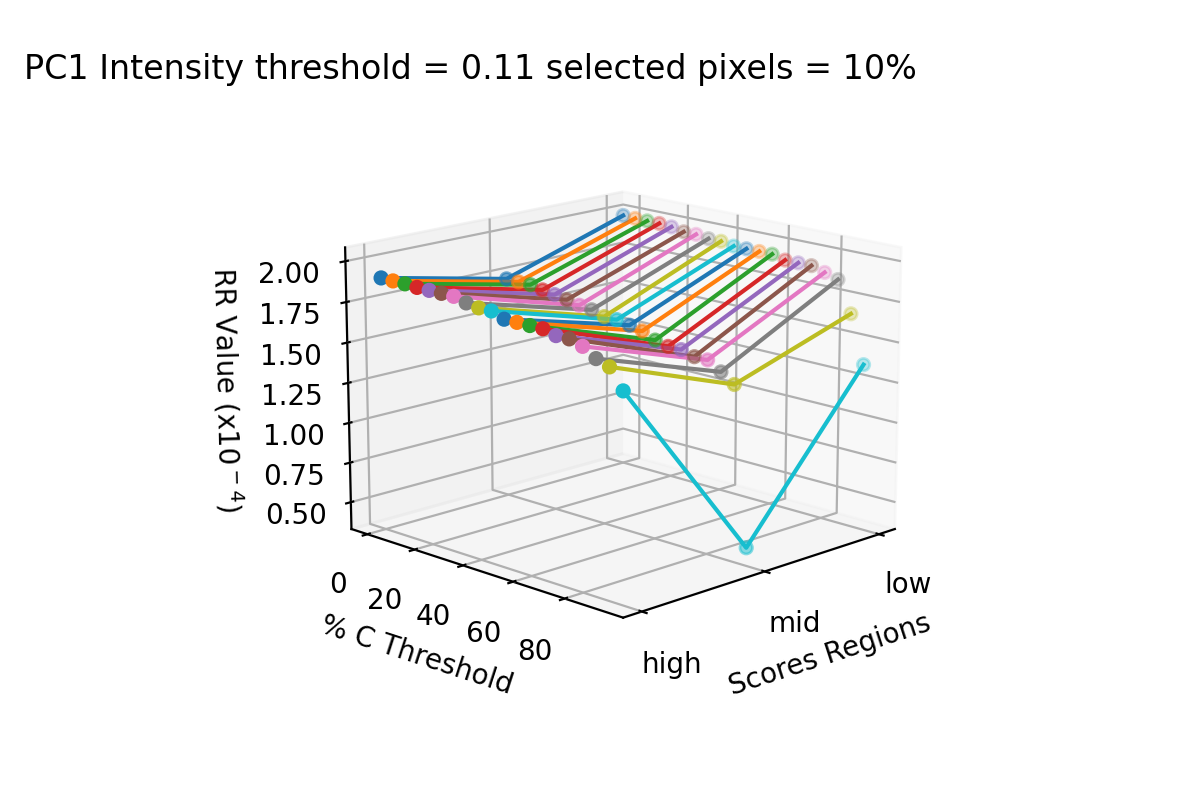 PC1 Intensity threshold = 0.11 selected pixels = 10%
2.00
1.75
1.50
1.25
1.00
0.75
0.50
RR Value (x10⁻⁴)
0
20
40
60
80
% C Threshold
high
mid
low
Scores Regions